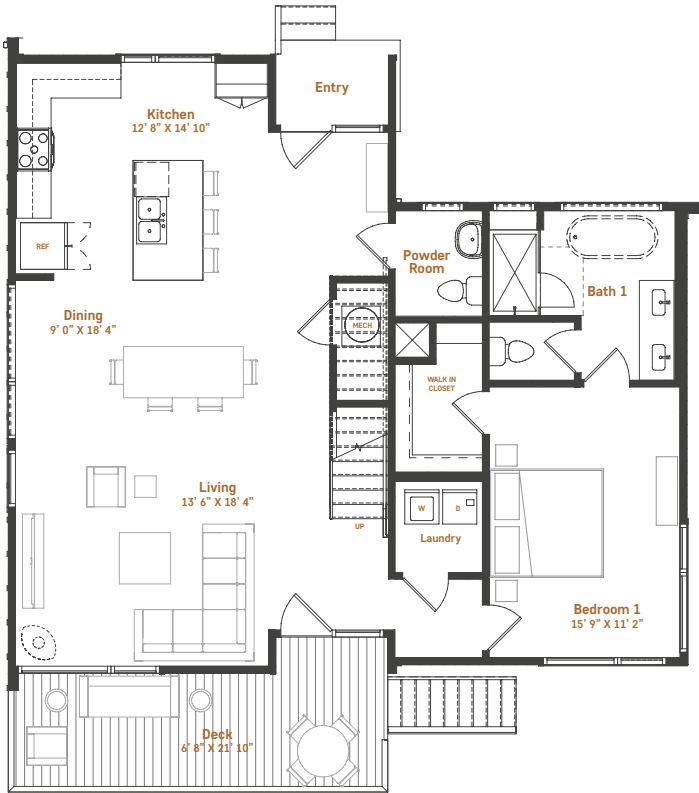 Entry
Kitchen
12' 8" X 14' 10"
REF
Powder
Room
Bath 1
Dining
9' 0" X 18' 4"
MECH
WALK IN
CLOSET
Living
13' 6" X 18' 4"
UP
W
D
Laundry
Bedroom 1
15' 9" X 11' 2"
Deck
6' 8" X 21' 10"